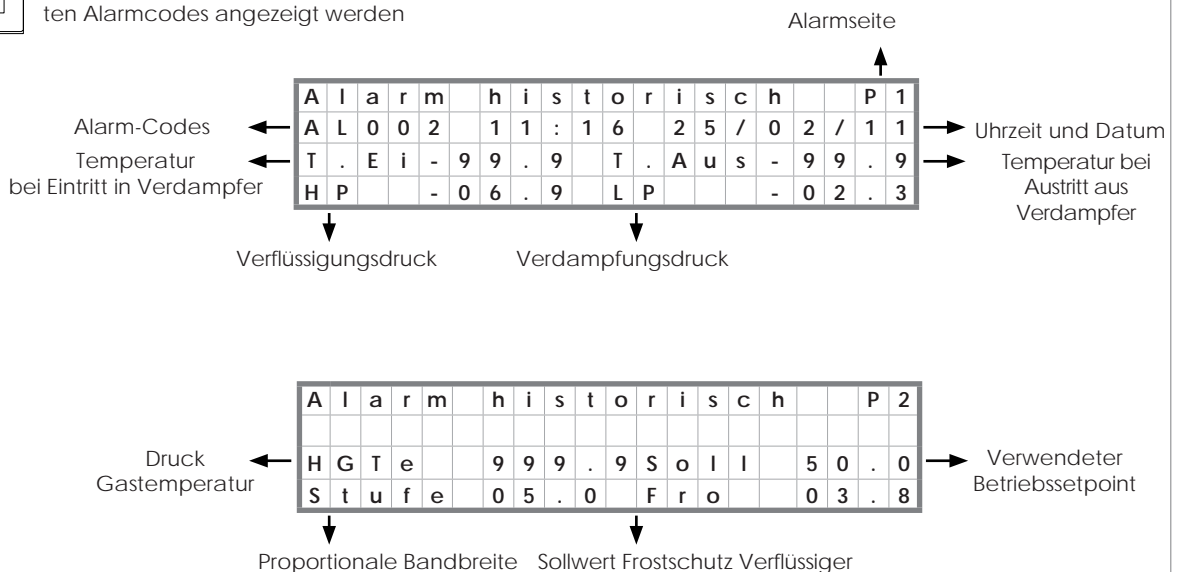 ten Alarmcodes angezeigt werden
Alarmseite
Alarm historisch P1
Alarm-Codes
AL002 11:16 25/02/11
Uhrzeit und Datum
Temperatur
bei Eintritt in Verdampfer
T.Ei-99.9 T.Aus-99.9
Temperatur bei
Austritt aus
Verdampfer
HP -06.9 LP -02.3
Verflüssigungsdruck
Verdampfungsdruck
Alarm historisch P2
Druck
Gastemperatur
HGTe 999.9Soll 50.0
Verwendeter
Betriebssetpoint
Stufe 05.0 Fro 03.8
Proportionale Bandbreite
Sollwert Frostschutz Verflüssiger